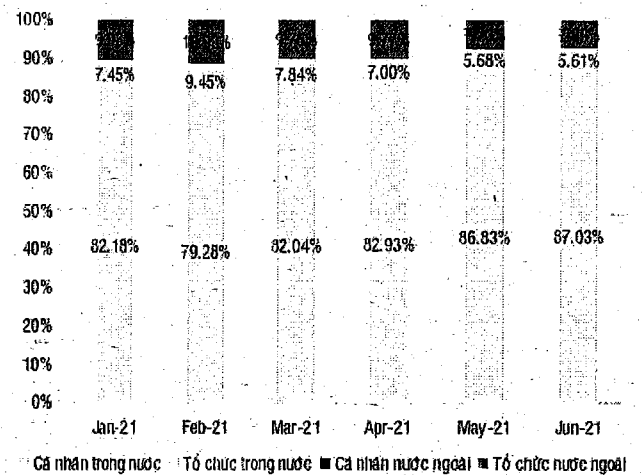 100%
90%
7.45% 9.45% 7.84% 7.00% 5.68% 5.61%
80%
70%
60%
50%
40%
82.18% 79.28% 82.04% 82.93% 86.83% 87.03%
30%
20%
10%
0%
Jan-21 Feb-21 Mar-21 Apr-21 May-21 Jun-21
Cá nhân trong nước Tổ chức trong nước Cá nhân nước ngoài Tổ chức nước ngoài